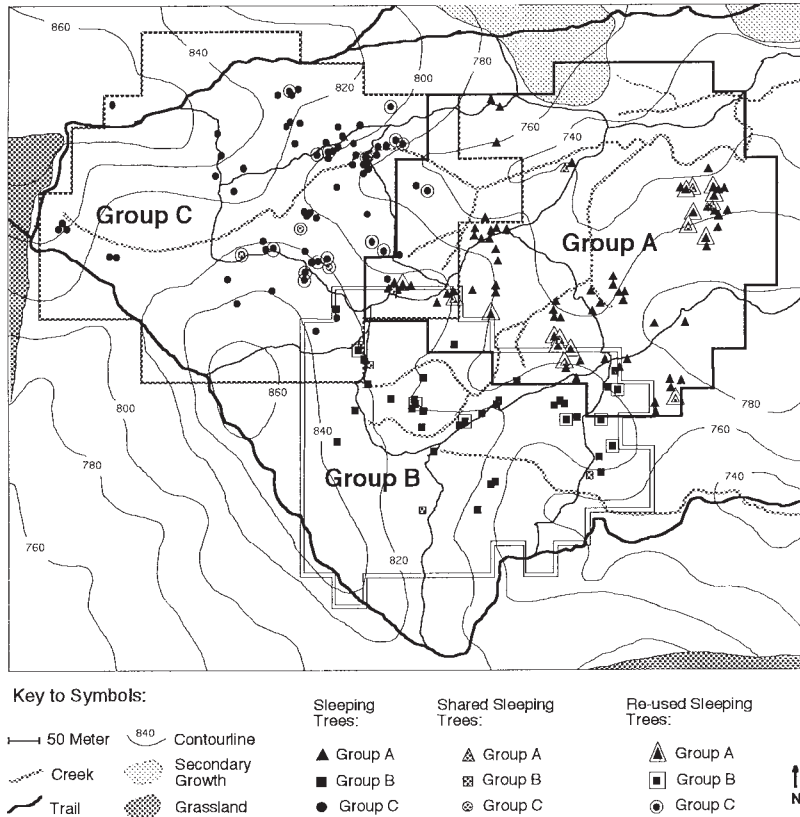 860
840
820
800
780
760
740
Group C
Group A
860
840
800
780
Group B
760
780
740
760
820
Key to Symbols:
50 Meter
840
Contourline
Creek
Secondary
Growth
Trail
Grassland
Sleeping
Trees:
Group A
Group B
Group C
Shared Sleeping
Trees:
Group A
Group B
Group C
Re-used Sleeping
Trees:
Group A
Group B
Group C
N